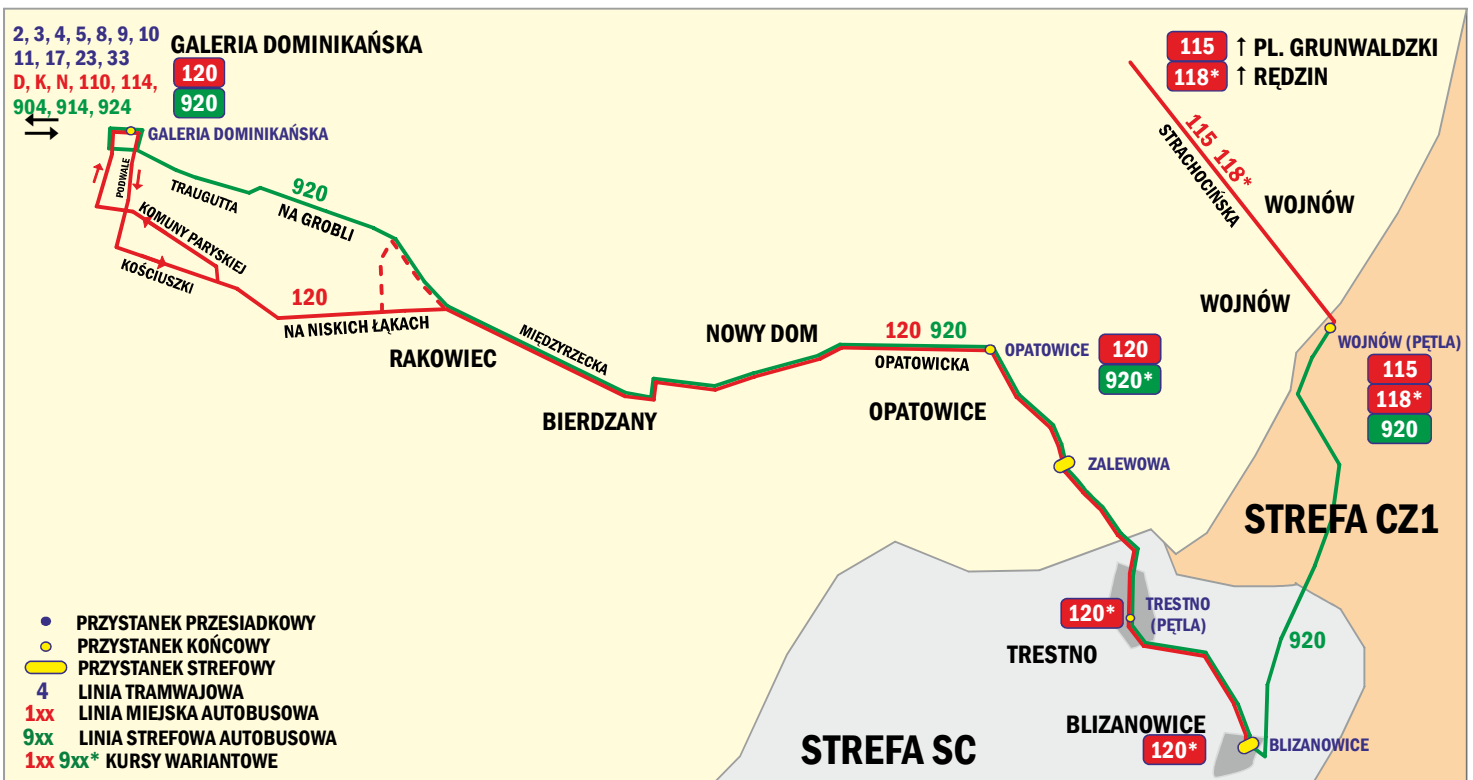 2, 3, 4, 5, 8, 9, 10
11, 17, 23, 33
D, K, N, 110, 114,
904, 914, 924
GALERIA DOMINIKAŃSKA
120
920
GALERIA DOMINIKAŃSKA
PODWALE
TRAUGUTTA
920
NA GROBLI
KOMUNY PARYSKIEJ
KOŚCIUSZKI
120
NA NISKICH ŁĄKACH
RAKOWIEC
MIĘDZYRZECKA
BIERDZANY
NOWY DOM
120 920
OPATOWICKA
OPATOWICE
120
920*
OPATOWICE
ZALEWOWA
115 ↑ PL. GRUNWALDZKI
118* ↑ RĘDZIN
115 118*
STRACHOCIŃSKA
WOJNÓW
WOJNÓW
WOJNÓW (PĘTLA)
115
118*
920
STREFA CZ1
120*
TRESTNO
(PĘTLA)
TRESTNO
920
BLIZANOWICE
120*
BLIZANOWICE
STREFA SC
PRZYSTANEK PRZESIADKOWY
PRZYSTANEK KOŃCOWY
PRZYSTANEK STREFOWY
4 LINIA TRAMWAJOWA
1xx LINIA MIEJSKA AUTOBUSOWA
9xx LINIA STREFOWA AUTOBUSOWA
1xx 9xx* KURSY WARIANTOWE